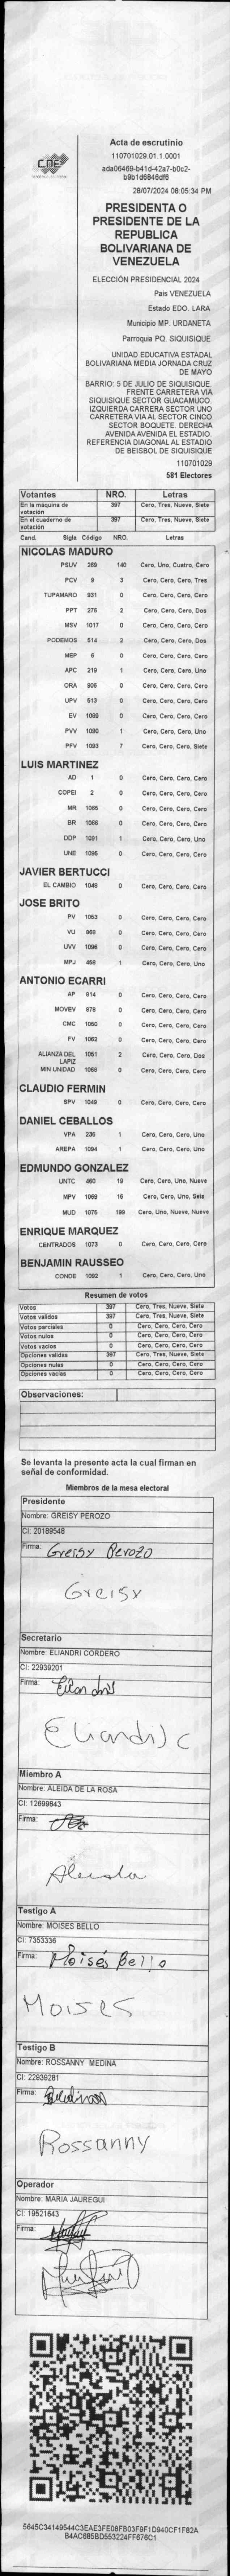 CNE
Acta de escrutinio
110701029.01.1.0001
ada06469-b41d-42a7-b0c2-
b9b1d6846df6
28/07/2024 08:05:34 PM
PRESIDENTA O
PRESIDENTE DE LA
REPUBLICA
BOLIVARIANA DE
VENEZUELA
ELECCIÓN PRESIDENCIAL 2024
País VENEZUELA
Estado EDO. LARA
Municipio MP. URDANETA
Parroquia PQ. SIQUISIQUE
UNIDAD EDUCATIVA ESTADAL
BOLIVARIANA MEDIA JORNADA CRUZ
DE MAYO
BARRIO: 5 DE JULIO DE SIQUISIQUE.
FRENTE CARRETERA VIA
SIQUISIQUE SECTOR GUACAMUCO.
IZQUIERDA CARRERA SECTOR UNO
CARRETERA VIA AL SECTOR CINCO
SECTOR BOQUETE. DERECHA
AVENIDA AVENIDA EL ESTADIO.
REFERENCIA DIAGONAL AL ESTADIO
DE BEISBOL DE SIQUISIQUE
110701029
581 Electores
Votantes NRO. Letras
En la máquina de votación 397 Cero, Tres, Nueve, Siete
En el cuaderno de votación 397 Cero, Tres, Nueve, Siete
Cand. Sigla Código NRO. Letras
NICOLAS MADURO
PSUV 269 140 Cero, Uno, Cuatro, Cero
PCV 9 3 Cero, Cero, Cero, Tres
TUPAMARO 931 0 Cero, Cero, Cero, Cero
PPT 276 2 Cero, Cero, Cero, Dos
MSV 1017 0 Cero, Cero, Cero, Cero
PODEMOS 514 2 Cero, Cero, Cero, Dos
MEP 6 0 Cero, Cero, Cero, Cero
APC 219 1 Cero, Cero, Cero, Uno
ORA 906 0 Cero, Cero, Cero, Cero
UPV 513 0 Cero, Cero, Cero, Cero
EV 1089 0 Cero, Cero, Cero, Cero
PVV 1090 1 Cero, Cero, Cero, Uno
PFV 1093 7 Cero, Cero, Cero, Siete
LUIS MARTINEZ
AD 1 0 Cero, Cero, Cero, Cero
COPEI 2 0 Cero, Cero, Cero, Cero
MR 1065 0 Cero, Cero, Cero, Cero
BR 1066 0 Cero, Cero, Cero, Cero
DDP 1091 1 Cero, Cero, Cero, Uno
UNE 1095 0 Cero, Cero, Cero, Cero
JAVIER BERTUCCI
EL CAMBIO 1048 0 Cero, Cero, Cero, Cero
JOSE BRITO
PV 1053 0 Cero, Cero, Cero, Cero
VU 969 0 Cero, Cero, Cero, Cero
UVV 1096 0 Cero, Cero, Cero, Cero
MPJ 458 1 Cero, Cero, Cero, Uno
ANTONIO ECARRI
AP 914 0 Cero, Cero, Cero, Cero
MOVEV 978 0 Cero, Cero, Cero, Cero
CMC 1050 0 Cero, Cero, Cero, Cero
FV 1062 0 Cero, Cero, Cero, Cero
ALIANZA DEL LAPIZ 1051 2 Cero, Cero, Cero, Dos
MIN UNIDAD 1068 0 Cero, Cero, Cero, Cero
CLAUDIO FERMIN
SPV 1049 0 Cero, Cero, Cero, Cero
DANIEL CEBALLOS
VPA 236 1 Cero, Cero, Cero, Uno
AREPA 1094 1 Cero, Cero, Cero, Uno
EDMUNDO GONZALEZ
UNTC 460 19 Cero, Cero, Uno, Nueve
MPV 1069 16 Cero, Cero, Uno, Seis
MUD 1075 199 Cero, Uno, Nueve, Nueve
ENRIQUE MARQUEZ
CENTRADOS 1073 0 Cero, Cero, Cero, Cero
BENJAMIN RAUSSEO
CONDE 1092 1 Cero, Cero, Cero, Uno
Resumen de votos
Votos 397 Cero, Tres, Nueve, Siete
Votos validos 397 Cero, Tres, Nueve, Siete
Votos parciales 0 Cero, Cero, Cero, Cero
Votos nulos 0 Cero, Cero, Cero, Cero
Votos vacios 0 Cero, Cero, Cero, Cero
Opciones validas 397 Cero, Tres, Nueve, Siete
Opciones nulas 0 Cero, Cero, Cero, Cero
Opciones vacias 0 Cero, Cero, Cero, Cero
Observaciones:
Se levanta la presente acta la cual firman en
señal de conformidad.
Miembros de la mesa electoral
Presidente
Nombre: GREISY PEROZO
CI: 20189548
Firma: Greisy Perozo
Greisy
Secretario
Nombre: ELIANDRI CORDERO
CI: 22939201
Firma: Eliandri
Eliandri C
Miembro A
Nombre: ALEIDA DE LA ROSA
CI: 12699843
Firma:
Aleida
Testigo A
Nombre: MOISES BELLO
CI: 7353336
Firma: Moisés Bello
Moises
Testigo B
Nombre: ROSSANNY MEDINA
CI: 22939281
Firma:
Rossanny
Operador
Nombre: MARIA JAUREGUI
CI: 19521643
Firma:
5645C34149544C3EAE3FE08FB03F9F1D940CF1F82A
B4AC685BD553224FF676C1